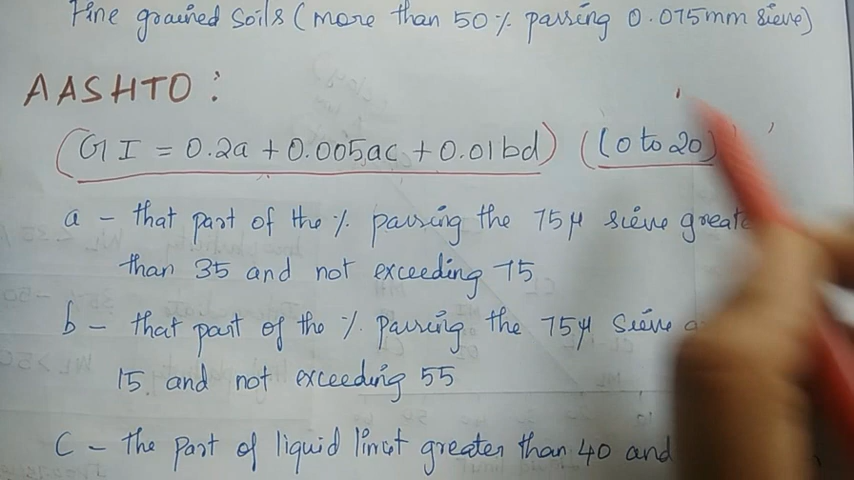 Fine grained soils (more than 50% passing 0.075mm sieve)
AASHTO :
(GI = 0.2a + 0.005ac + 0.01bd) (0 to 20)
a - that part of the % passing the 75μ sieve greate
than 35 and not exceeding 75
b - that part of the % passing the 75μ sieve
15 and not exceeding 55
C - the part of liquid limit greater than 40 and